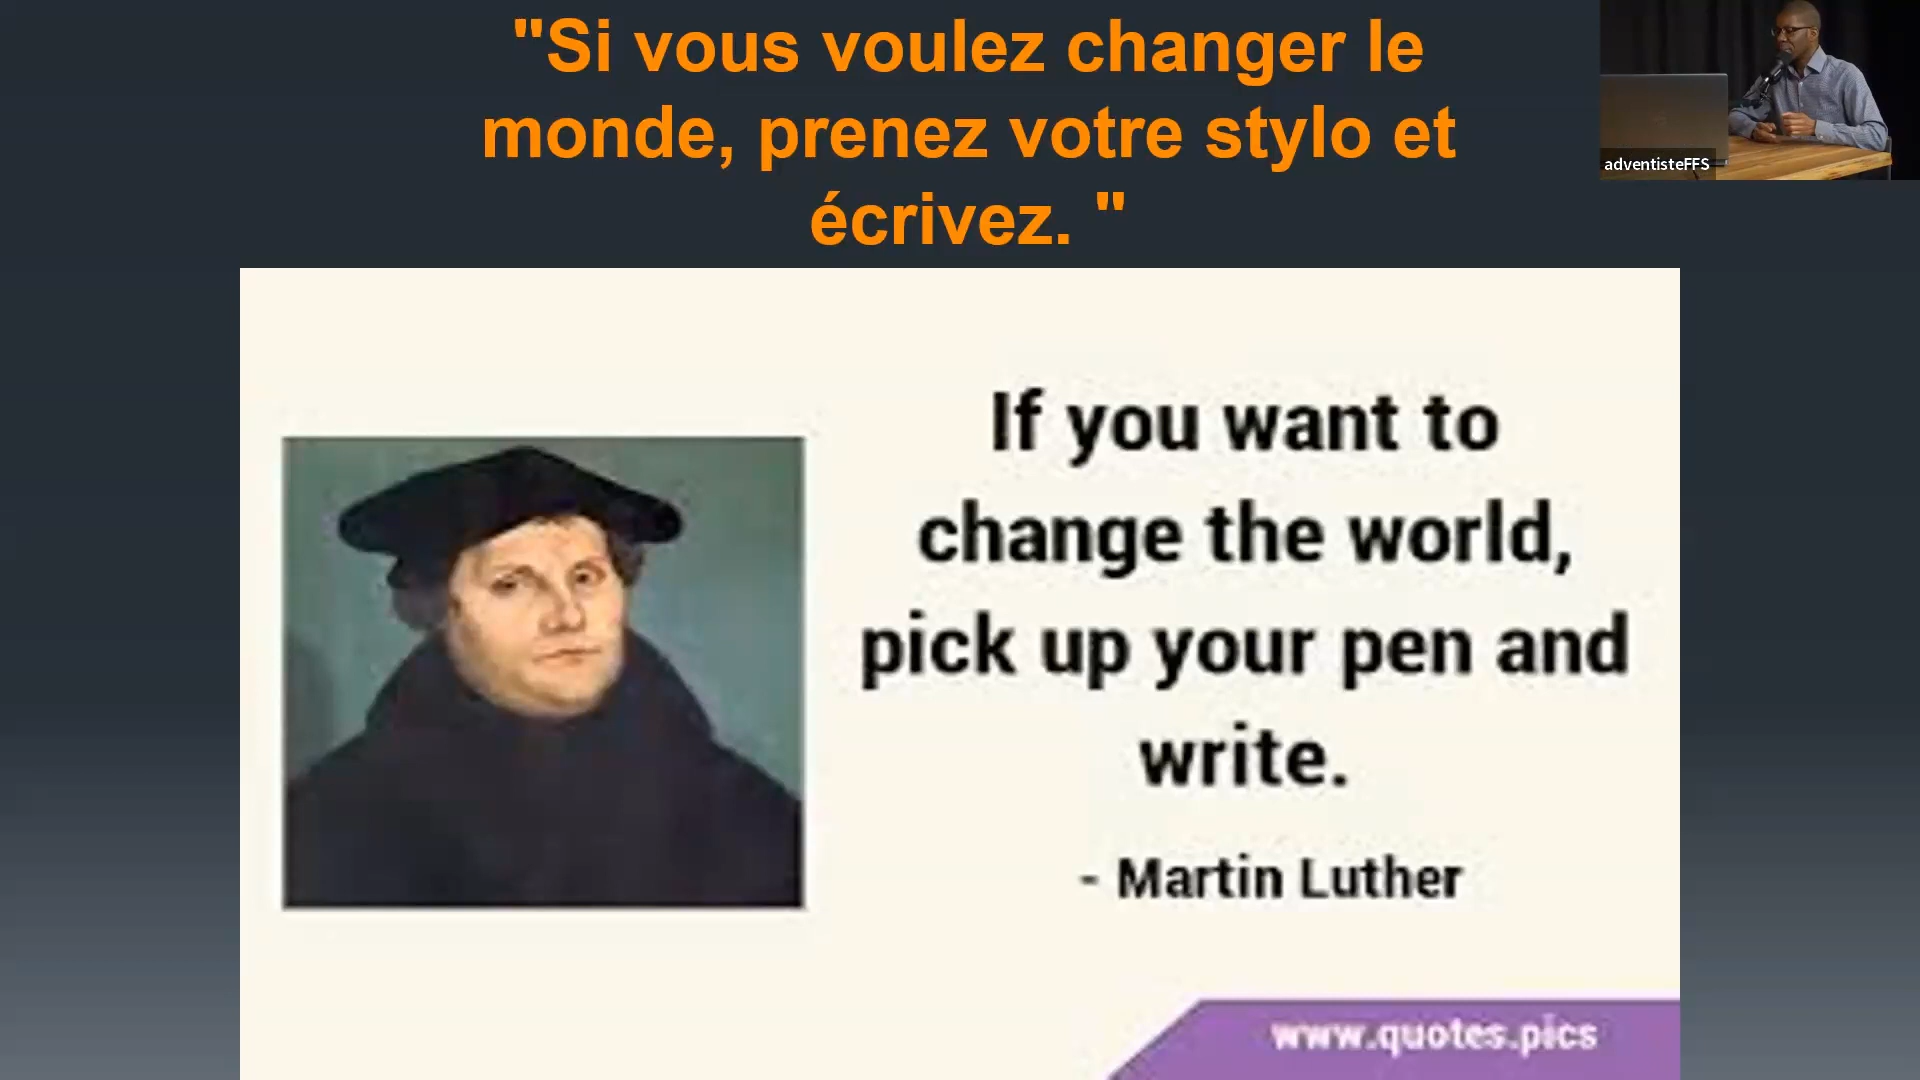 "Si vous voulez changer le
monde, prenez votre stylo et
écrivez. "
adventisteFFS
If you want to
change the world,
pick up your pen and
write.
- Martin Luther
www.quotes.pics